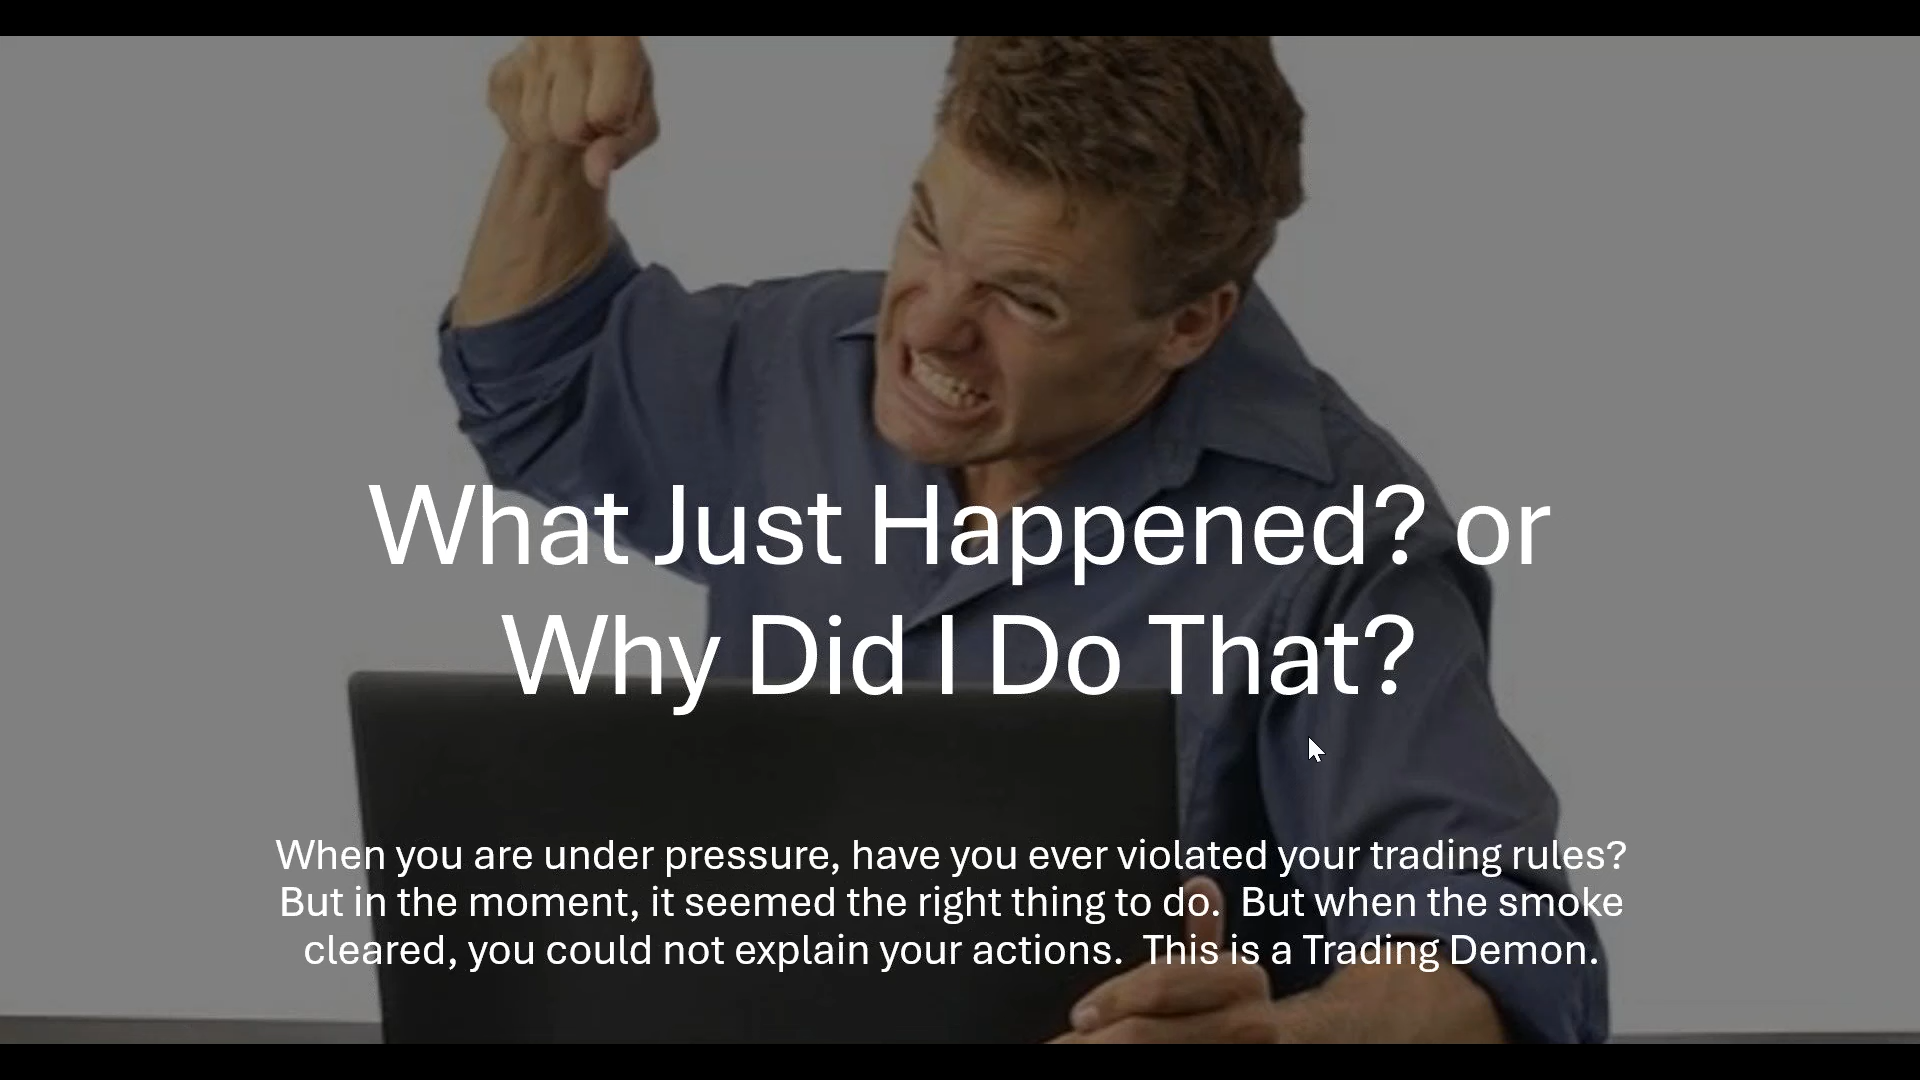 What Just Happened? or
Why Did I Do That?
When you are under pressure, have you ever violated your trading rules?
But in the moment, it seemed the right thing to do.  But when the smoke
cleared, you could not explain your actions.  This is a Trading Demon.